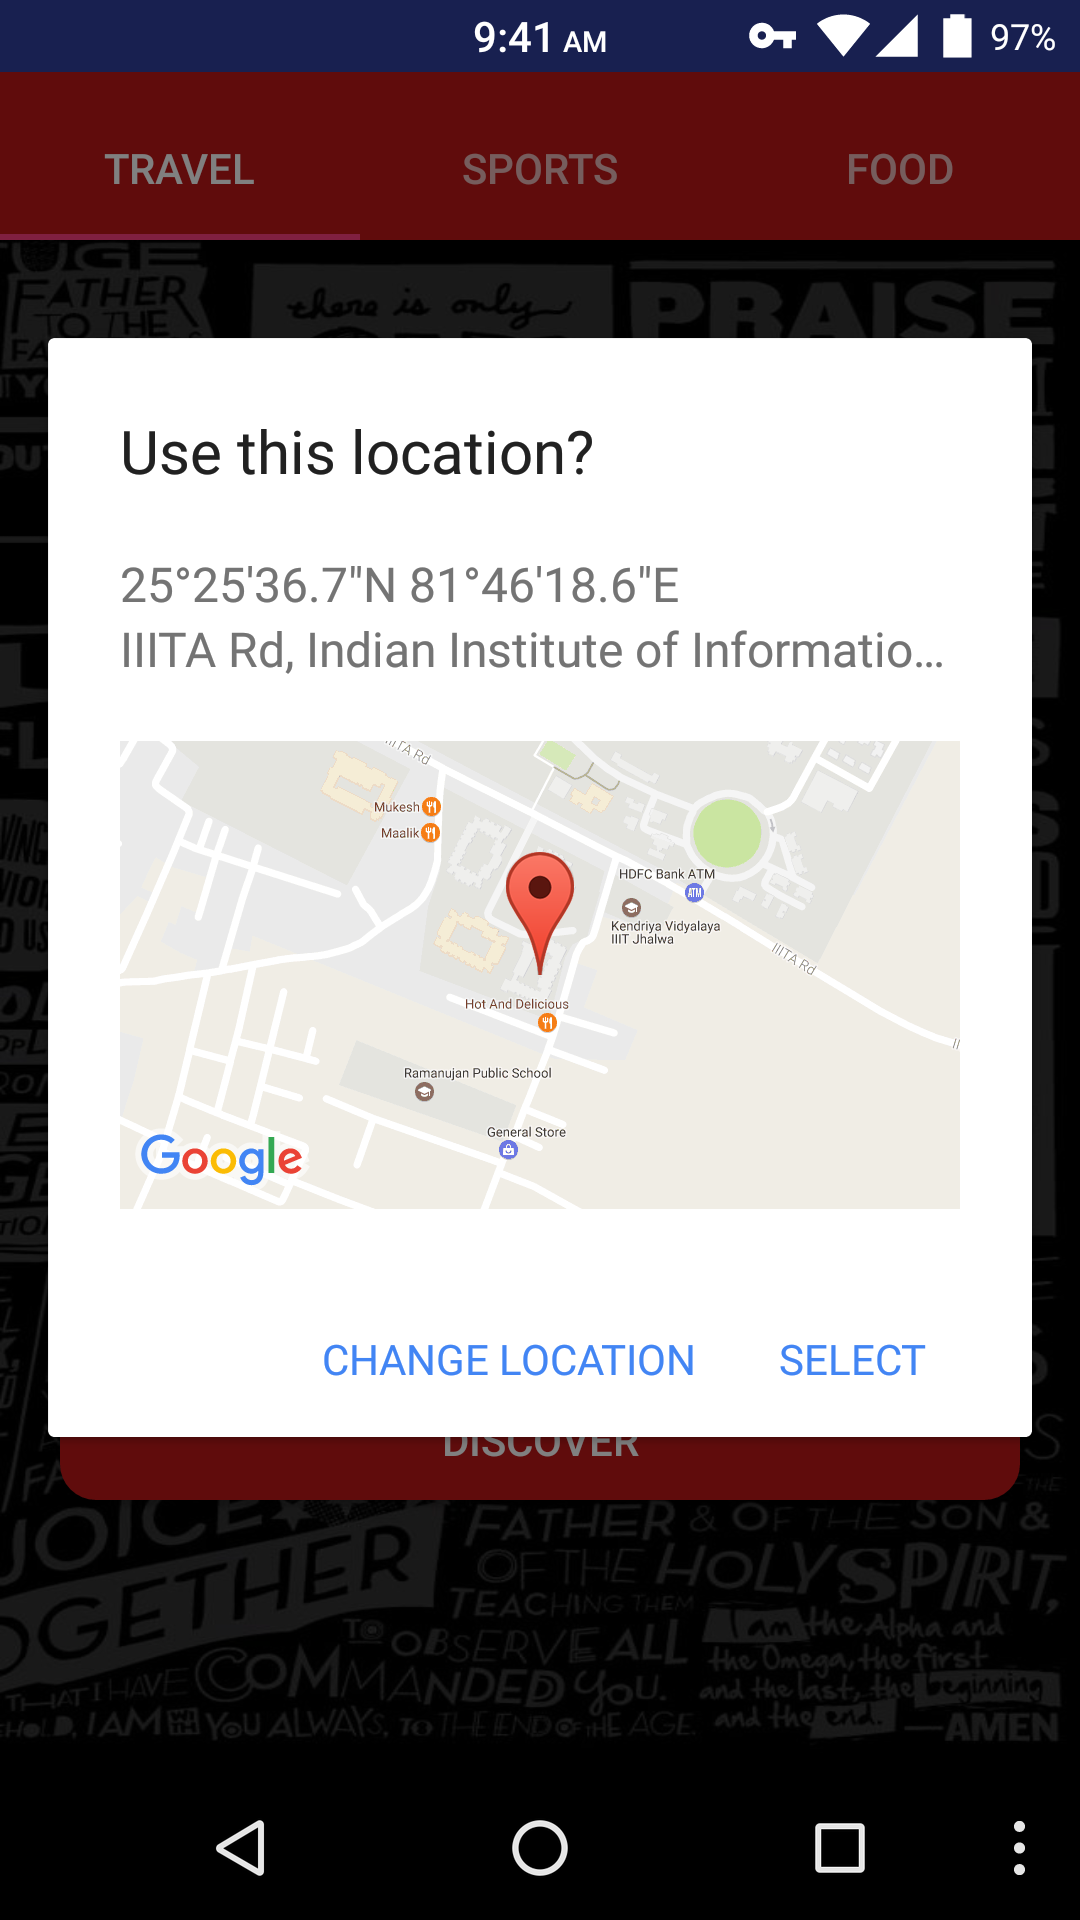 9:41 AM 97%
TRAVEL SPORTS FOOD
FATHER
TO THE
there is only
PRAISE
Use this location?
25°25'36.7"N 81°46'18.6"E
IIITA Rd, Indian Institute of Informatio...
IIITA Rd
Mukesh
Maalik
HDFC Bank ATM
ATM
Kendriya Vidyalaya
IIIT Jhalwa
IIITA Rd
Hot And Delicious
Ramanujan Public School
General Store
Google
CHANGE LOCATION SELECT
DISCOVER
FATHER & OF THE SON &
OF THE HOLY SPIRIT,
TEACHING THEM
TO OBSERVE ALL
THAT I HAVE COMMANDED YOU.
I AM YOU ALWAYS, TO THE END OF THE AGE.
I am the Alpha and
the Omega, the first
and the last, the beginning
and the end.
—AMEN